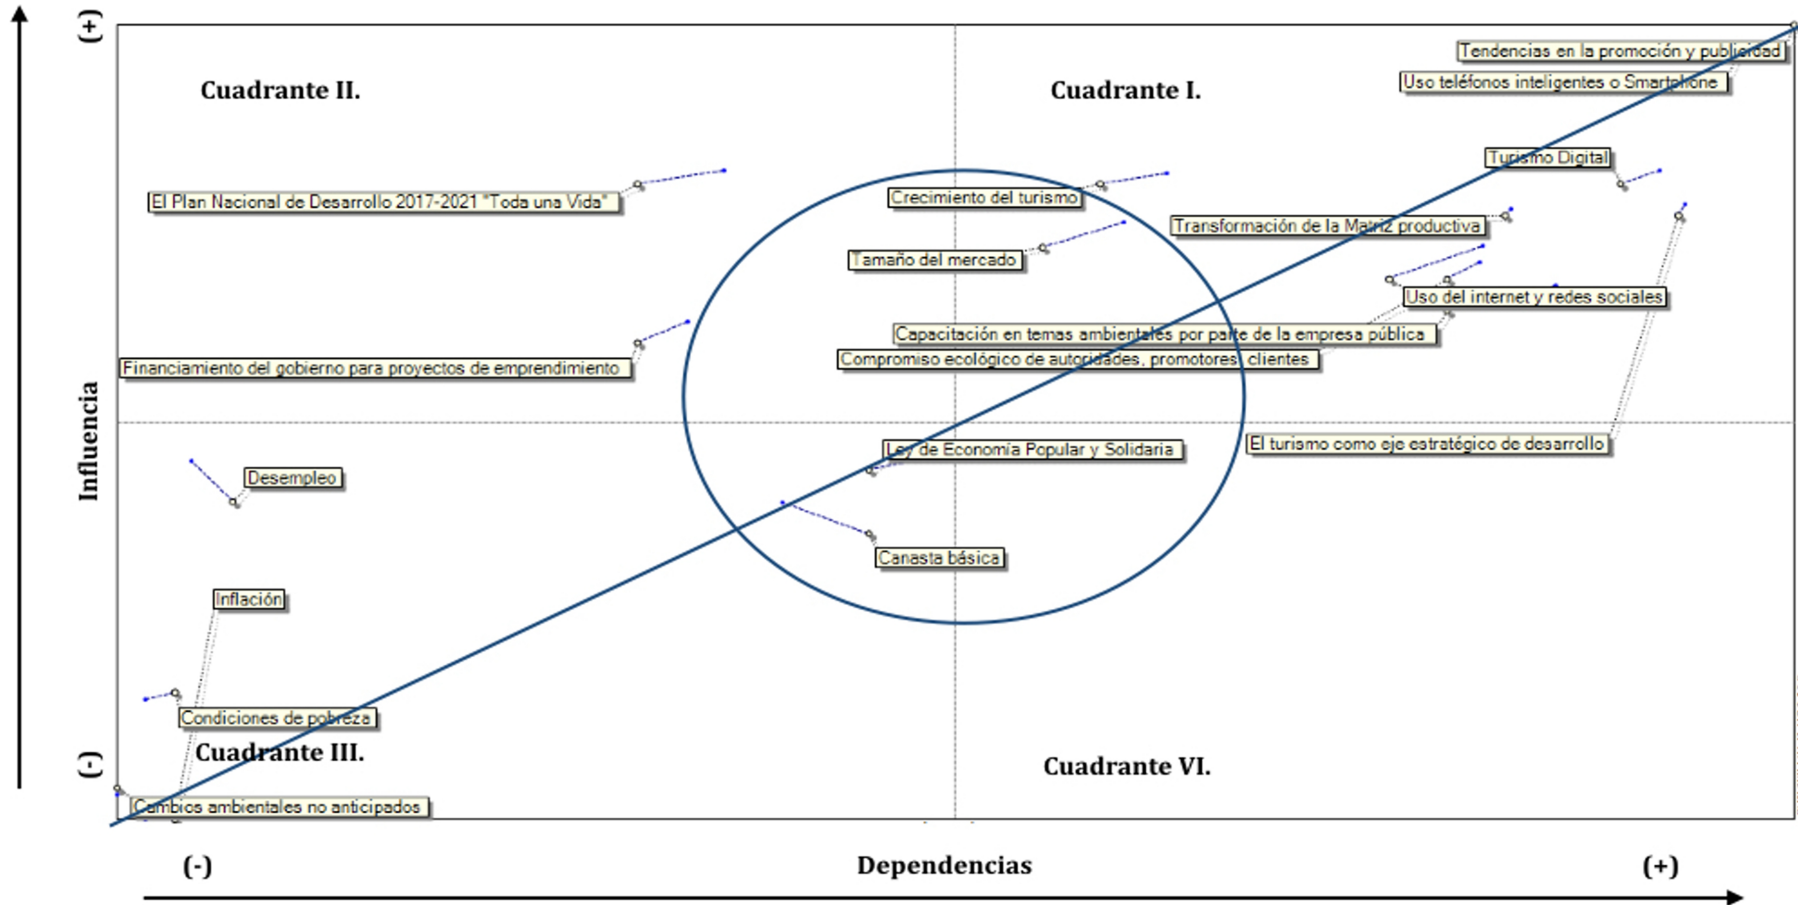 (+)
Tendencias en la promoción y publicidad
Uso teléfonos inteligentes o Smartphone
Cuadrante II.
Cuadrante I.
Turismo Digital
El Plan Nacional de Desarrollo 2017-2021 "Toda una Vida"
Crecimiento del turismo
Transformación de la Matriz productiva
Tamaño del mercado
Uso del internet y redes sociales
Capacitación en temas ambientales por parte de la empresa pública
Compromiso ecológico de autoridades, promotores, clientes
Financiamiento del gobierno para proyectos de emprendimiento
Influencia
El turismo como eje estratégico de desarrollo
Ley de Economía Popular y Solidaria
Desempleo
Canasta básica
Inflación
Condiciones de pobreza
Cuadrante III.
Cuadrante VI.
(-)
Cambios ambientales no anticipados
(-)
Dependencias
(+)